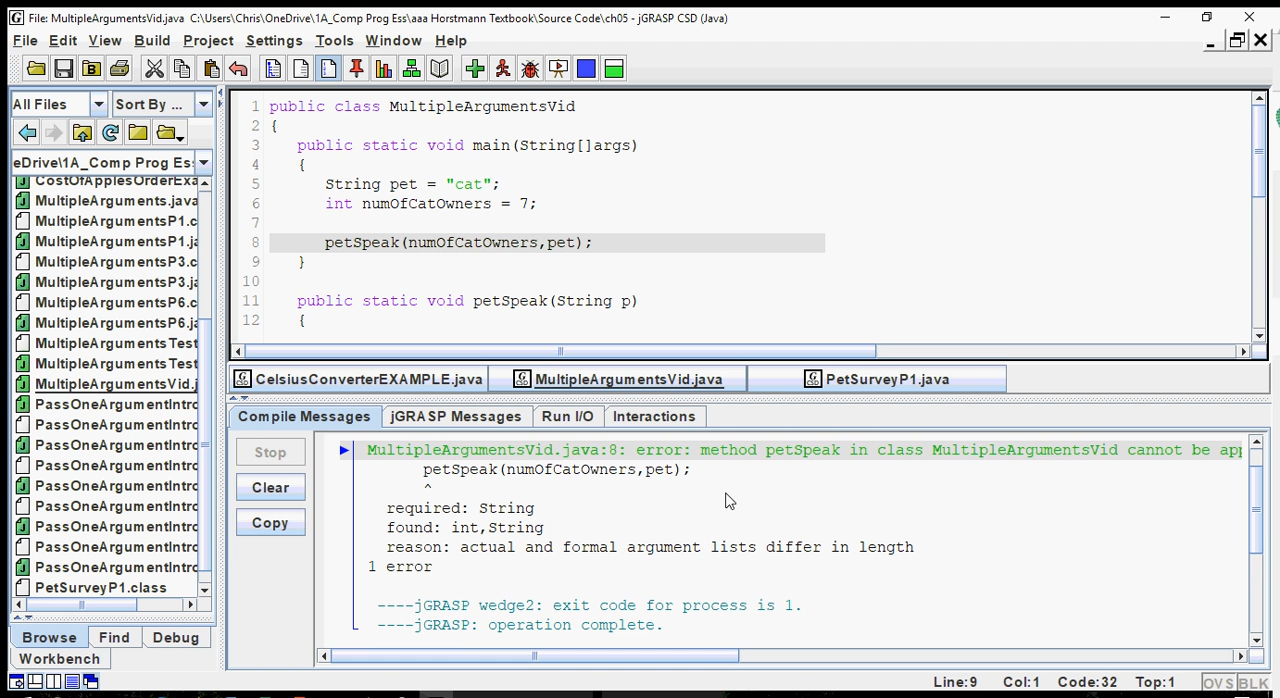 File: MultipleArgumentsVid.java C:\Users\Chris\OneDrive\1A_Comp Prog Ess\aaa Horstmann Textbook\Source Code\ch05 - jGRASP CSD (Java)
File Edit View Build Project Settings Tools Window Help
All Files Sort By ...
eDrive\1A_Comp Prog Es:
CostOfApplesOrderExa
MultipleArguments.java
MultipleArgumentsP1.c
MultipleArgumentsP1.ja
MultipleArgumentsP3.c
MultipleArgumentsP3.ja
MultipleArgumentsP6.c
MultipleArgumentsP6.ja
MultipleArgumentsTest
MultipleArgumentsTest
MultipleArgumentsVid.j
PassOneArgumentIntro
PassOneArgumentIntro
PassOneArgumentIntro
PassOneArgumentIntro
PassOneArgumentIntro
PassOneArgumentIntro
PassOneArgumentIntro
PassOneArgumentIntro
PassOneArgumentIntro
PetSurveyP1.class
Browse Find Debug
Workbench
1 public class MultipleArgumentsVid
2 {
3 public static void main(String[]args)
4 {
5 String pet = "cat";
6 int numOfCatOwners = 7;
7
8 petSpeak(numOfCatOwners,pet);
9 }
10
11 public static void petSpeak(String p)
12 {
CelsiusConverterEXAMPLE.java MultipleArgumentsVid.java PetSurveyP1.java
Compile Messages jGRASP Messages Run I/O Interactions
Stop
Clear
Copy
MultipleArgumentsVid.java:8: error: method petSpeak in class MultipleArgumentsVid cannot be app
petSpeak(numOfCatOwners,pet);
^
required: String
found: int,String
reason: actual and formal argument lists differ in length
1 error
----jGRASP wedge2: exit code for process is 1.
----jGRASP: operation complete.
Line:9 Col:1 Code:32 Top:1 OVS BLK